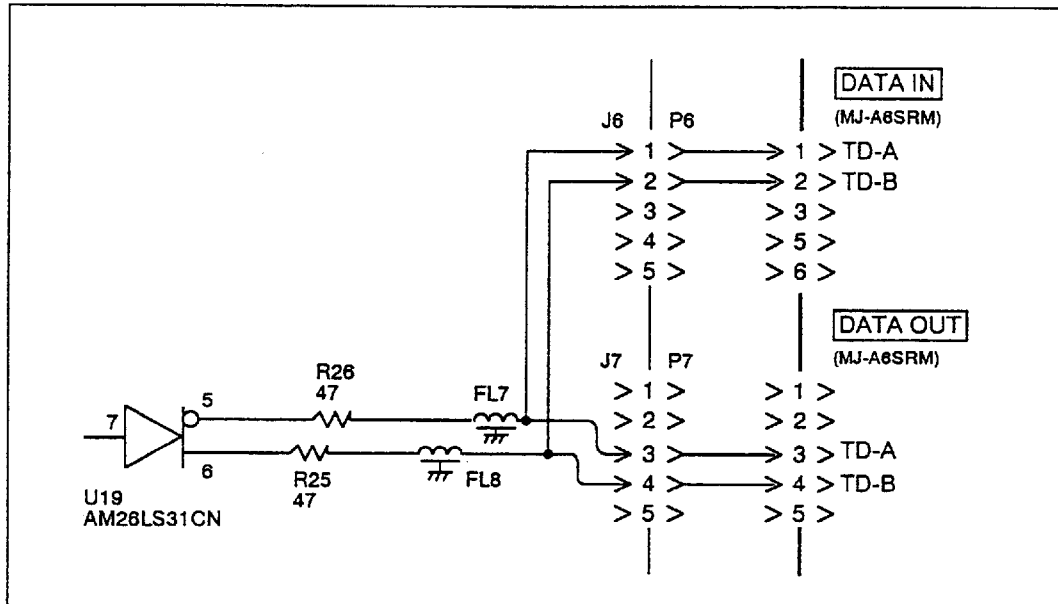 DATA IN
(MJ-A6SRM)
J6 P6
1 1 TD-A
2 2 TD-B
3 3
4 5
5 6
DATA OUT
(MJ-A6SRM)
J7 P7
1 1
2 2
3 3 TD-A
4 4 TD-B
5 5
R26
47
FL7
7
5
6
R25
47
FL8
U19
AM26LS31CN